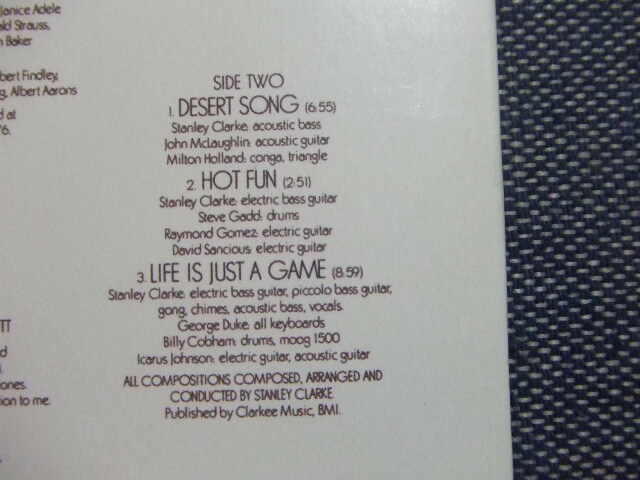 Janice Adele
ld Strauss,
n Baker
bert Findley,
g, Albert Aarons
d at
76.
TT
d
ones.
ion to me.
SIDE TWO
1. DESERT SONG (6:55)
Stanley Clarke: acoustic bass
John McLaughlin: acoustic guitar
Milton Holland: conga, triangle
2. HOT FUN (2:51)
Stanley Clarke: electric bass guitar
Steve Gadd: drums
Raymond Gomez: electric guitar
David Sancious: electric guitar
3. LIFE IS JUST A GAME (8:59)
Stanley Clarke: electric bass guitar, piccolo bass guitar,
gong, chimes, acoustic bass, vocals.
George Duke: all keyboards
Billy Cobham: drums, moog 1500
Icarus Johnson: electric guitar, acoustic guitar
ALL COMPOSITIONS COMPOSED, ARRANGED AND
CONDUCTED BY STANLEY CLARKE.
Published by Clarkee Music, BMI.